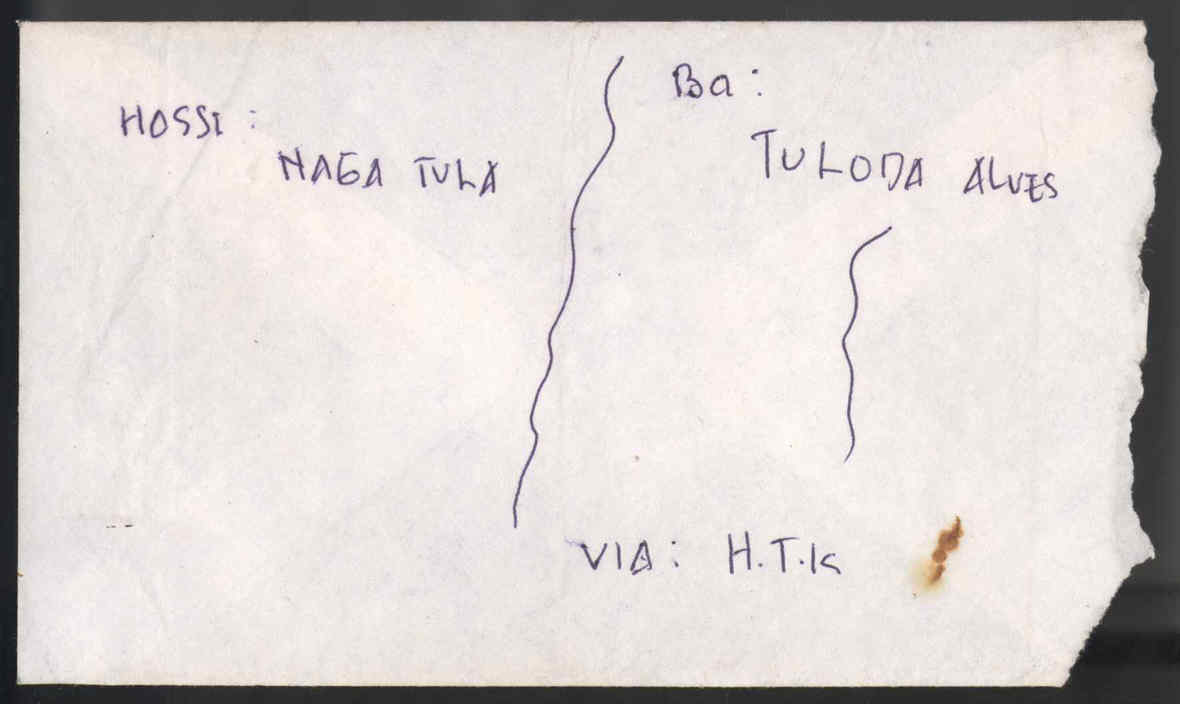 HOSSI:
NAGA TULA
Ba:
TULODA ALVES
VIA: H.T.K